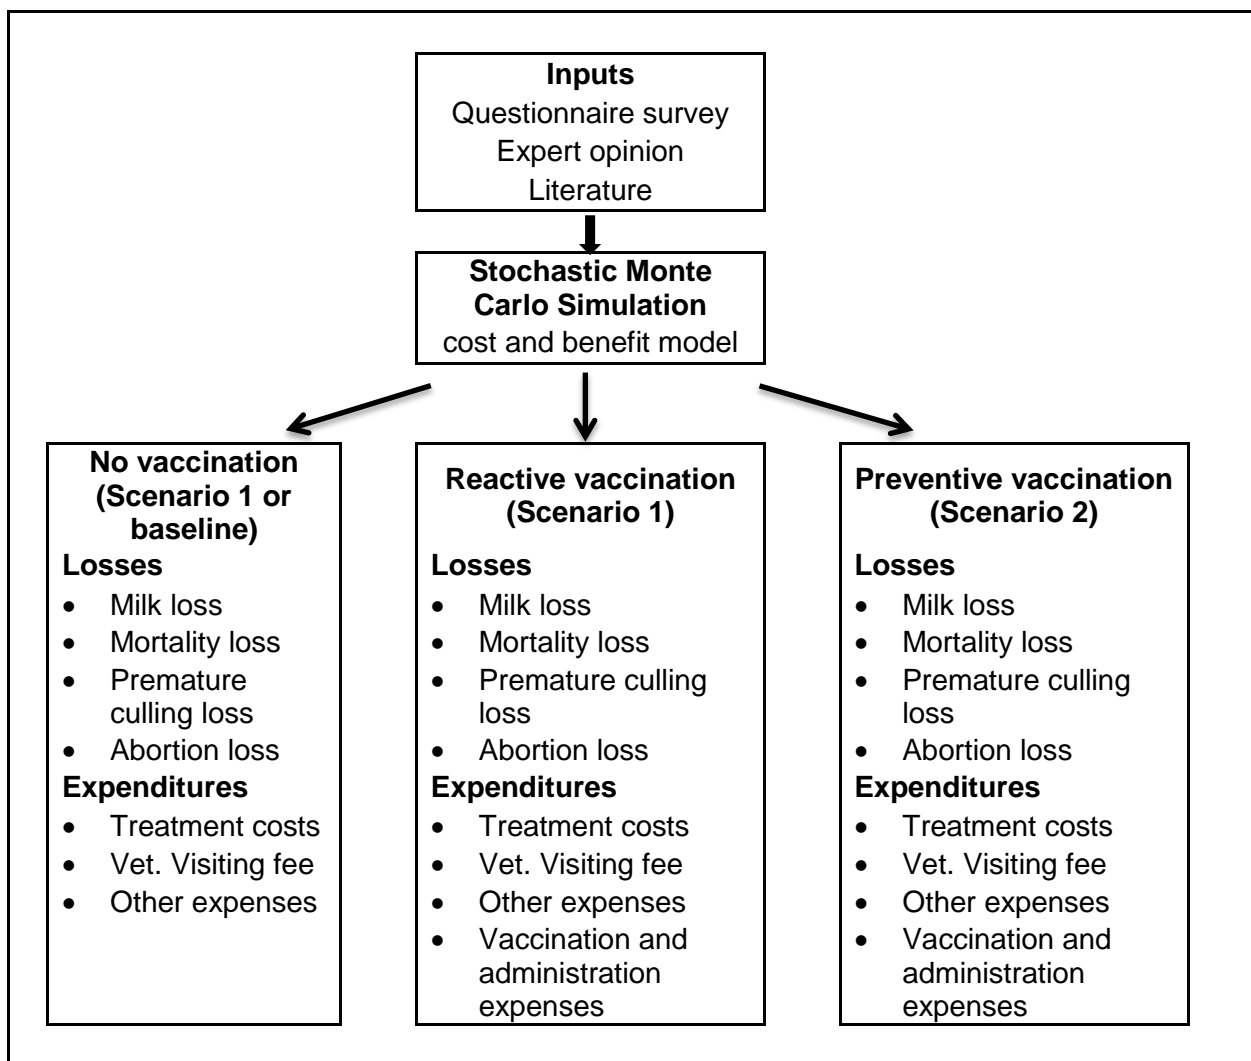 Inputs
Questionnaire survey
Expert opinion
Literature
Stochastic Monte
Carlo Simulation
cost and benefit model
No vaccination
(Scenario 1 or
baseline)
Losses
• Milk loss
• Mortality loss
• Premature
culling loss
• Abortion loss
Expenditures
• Treatment costs
• Vet. Visiting fee
• Other expenses
Reactive vaccination
(Scenario 1)
Losses
• Milk loss
• Mortality loss
• Premature culling
loss
• Abortion loss
Expenditures
• Treatment costs
• Vet. Visiting fee
• Other expenses
• Vaccination and
administration
expenses
Preventive vaccination
(Scenario 2)
Losses
• Milk loss
• Mortality loss
• Premature culling
loss
• Abortion loss
Expenditures
• Treatment costs
• Vet. Visiting fee
• Other expenses
• Vaccination and
administration
expenses